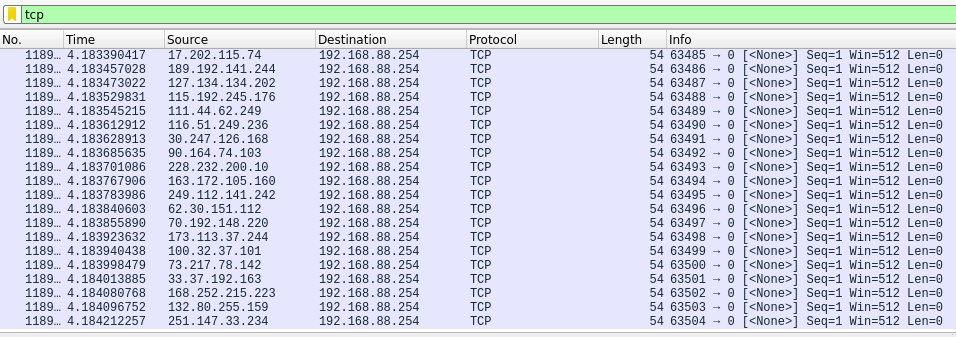 tcp
No. Time Source Destination Protocol Length Info
1189… 4.183390417 17.202.115.74 192.168.88.254 TCP 54 63485 → 0 [<None>] Seq=1 Win=512 Len=0
1189… 4.183457028 189.192.141.244 192.168.88.254 TCP 54 63486 → 0 [<None>] Seq=1 Win=512 Len=0
1189… 4.183473022 127.134.134.202 192.168.88.254 TCP 54 63487 → 0 [<None>] Seq=1 Win=512 Len=0
1189… 4.183529831 115.192.245.176 192.168.88.254 TCP 54 63488 → 0 [<None>] Seq=1 Win=512 Len=0
1189… 4.183545215 111.44.62.249 192.168.88.254 TCP 54 63489 → 0 [<None>] Seq=1 Win=512 Len=0
1189… 4.183612912 116.51.249.236 192.168.88.254 TCP 54 63490 → 0 [<None>] Seq=1 Win=512 Len=0
1189… 4.183628913 30.247.126.168 192.168.88.254 TCP 54 63491 → 0 [<None>] Seq=1 Win=512 Len=0
1189… 4.183685635 90.164.74.103 192.168.88.254 TCP 54 63492 → 0 [<None>] Seq=1 Win=512 Len=0
1189… 4.183701086 228.232.200.10 192.168.88.254 TCP 54 63493 → 0 [<None>] Seq=1 Win=512 Len=0
1189… 4.183767906 163.172.105.160 192.168.88.254 TCP 54 63494 → 0 [<None>] Seq=1 Win=512 Len=0
1189… 4.183783986 249.112.141.242 192.168.88.254 TCP 54 63495 → 0 [<None>] Seq=1 Win=512 Len=0
1189… 4.183840603 62.30.151.112 192.168.88.254 TCP 54 63496 → 0 [<None>] Seq=1 Win=512 Len=0
1189… 4.183855890 70.192.148.220 192.168.88.254 TCP 54 63497 → 0 [<None>] Seq=1 Win=512 Len=0
1189… 4.183923632 173.113.37.244 192.168.88.254 TCP 54 63498 → 0 [<None>] Seq=1 Win=512 Len=0
1189… 4.183940438 100.32.37.101 192.168.88.254 TCP 54 63499 → 0 [<None>] Seq=1 Win=512 Len=0
1189… 4.183998479 73.217.78.142 192.168.88.254 TCP 54 63500 → 0 [<None>] Seq=1 Win=512 Len=0
1189… 4.184013885 33.37.192.163 192.168.88.254 TCP 54 63501 → 0 [<None>] Seq=1 Win=512 Len=0
1189… 4.184080768 168.252.215.223 192.168.88.254 TCP 54 63502 → 0 [<None>] Seq=1 Win=512 Len=0
1189… 4.184096752 132.80.255.159 192.168.88.254 TCP 54 63503 → 0 [<None>] Seq=1 Win=512 Len=0
1189… 4.184212257 251.147.33.234 192.168.88.254 TCP 54 63504 → 0 [<None>] Seq=1 Win=512 Len=0